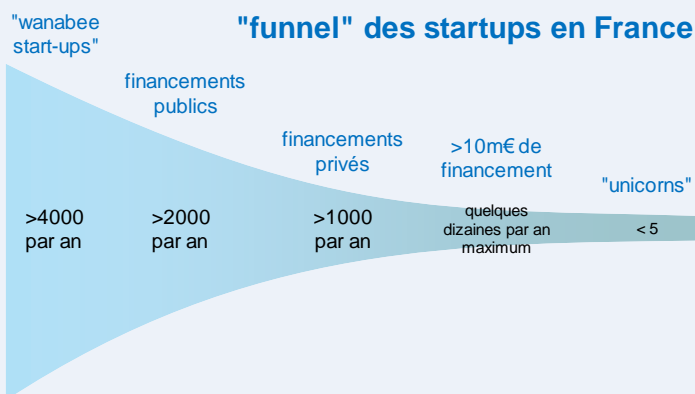 "funnel" des startups en France
"wanabee
start-ups"
financements
publics
financements
privés
>10m€ de
financement
"unicorns"
>4000
par an
>2000
par an
>1000
par an
quelques
dizaines par an
maximum
< 5